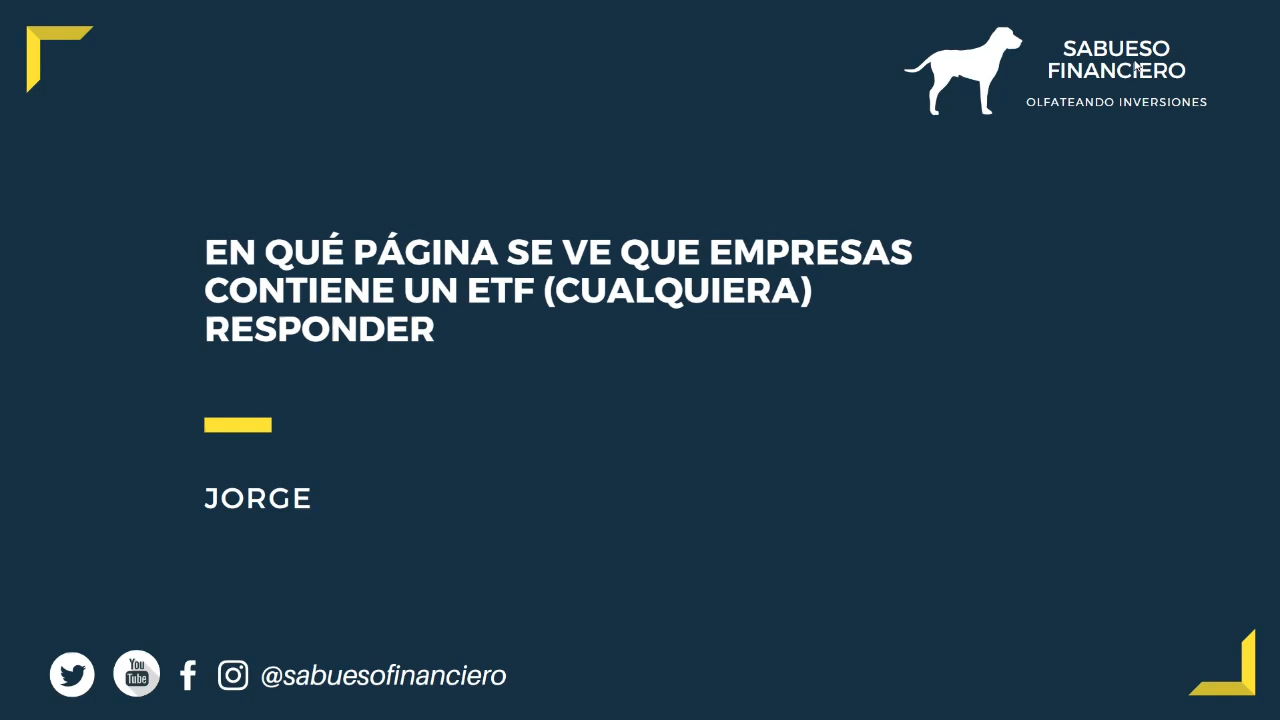 SABUESO
FINANCIERO
OLFATEANDO INVERSIONES
EN QUÉ PÁGINA SE VE QUE EMPRESAS
CONTIENE UN ETF (CUALQUIERA)
RESPONDER
JORGE
You
Tube
@sabuesofinanciero